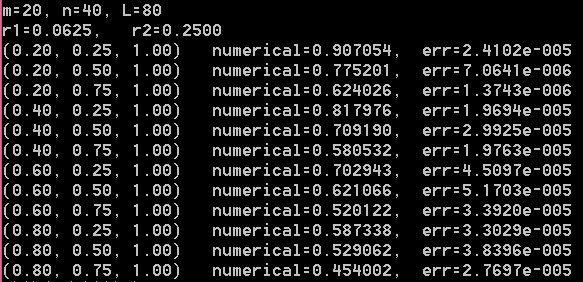 m=20, n=40, L=80
r1=0.0625,   r2=0.2500
(0.20, 0.25, 1.00)   numerical=0.907054,  err=2.4102e-005
(0.20, 0.50, 1.00)   numerical=0.775201,  err=7.0641e-006
(0.20, 0.75, 1.00)   numerical=0.624026,  err=1.3743e-006
(0.40, 0.25, 1.00)   numerical=0.817976,  err=1.9694e-005
(0.40, 0.50, 1.00)   numerical=0.709190,  err=2.9925e-005
(0.40, 0.75, 1.00)   numerical=0.580532,  err=1.9763e-005
(0.60, 0.25, 1.00)   numerical=0.702943,  err=4.5097e-005
(0.60, 0.50, 1.00)   numerical=0.621066,  err=5.1703e-005
(0.60, 0.75, 1.00)   numerical=0.520122,  err=3.3920e-005
(0.80, 0.25, 1.00)   numerical=0.587338,  err=3.3029e-005
(0.80, 0.50, 1.00)   numerical=0.529062,  err=3.8396e-005
(0.80, 0.75, 1.00)   numerical=0.454002,  err=2.7697e-005